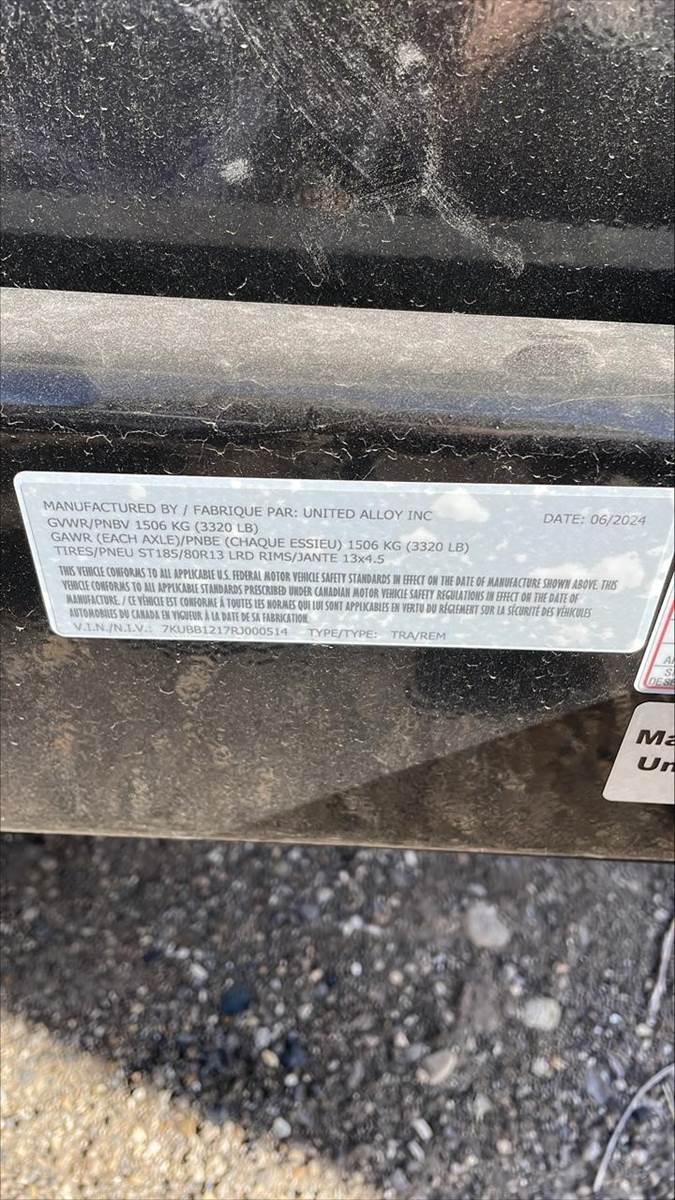 MANUFACTURED BY / FABRIQUE PAR: UNITED ALLOY INC DATE: 06/2024
GVWR/PNBV 1506 KG (3320 LB)
GAWR (EACH AXLE)/PNBE (CHAQUE ESSIEU) 1506 KG (3320 LB)
TIRES/PNEU ST185/80R13 LRD RIMS/JANTE 13x4.5
THIS VEHICLE CONFORMS TO ALL APPLICABLE U.S. FEDERAL MOTOR VEHICLE SAFETY STANDARDS IN EFFECT ON THE DATE OF MANUFACTURE SHOWN ABOVE. THIS
VEHICLE CONFORMS TO ALL APPLICABLE STANDARDS PRESCRIBED UNDER CANADIAN MOTOR VEHICLE SAFETY REGULATIONS IN EFFECT ON THE DATE OF
MANUFACTURE. / CE VÉHICULE EST CONFORME À TOUTES LES NORMES QUI LUI SONT APPLICABLES EN VERTU DU RÈGLEMENT SUR LA SÉCURITÉ DES VÉHICULES
AUTOMOBILES DU CANADA EN VIGUEUR À LA DATE DE SA FABRICATION.
V.I.N./N.I.V.: 7KUBB1217RJ000514 TYPE/TYPE: TRA/REM
Ma
Un